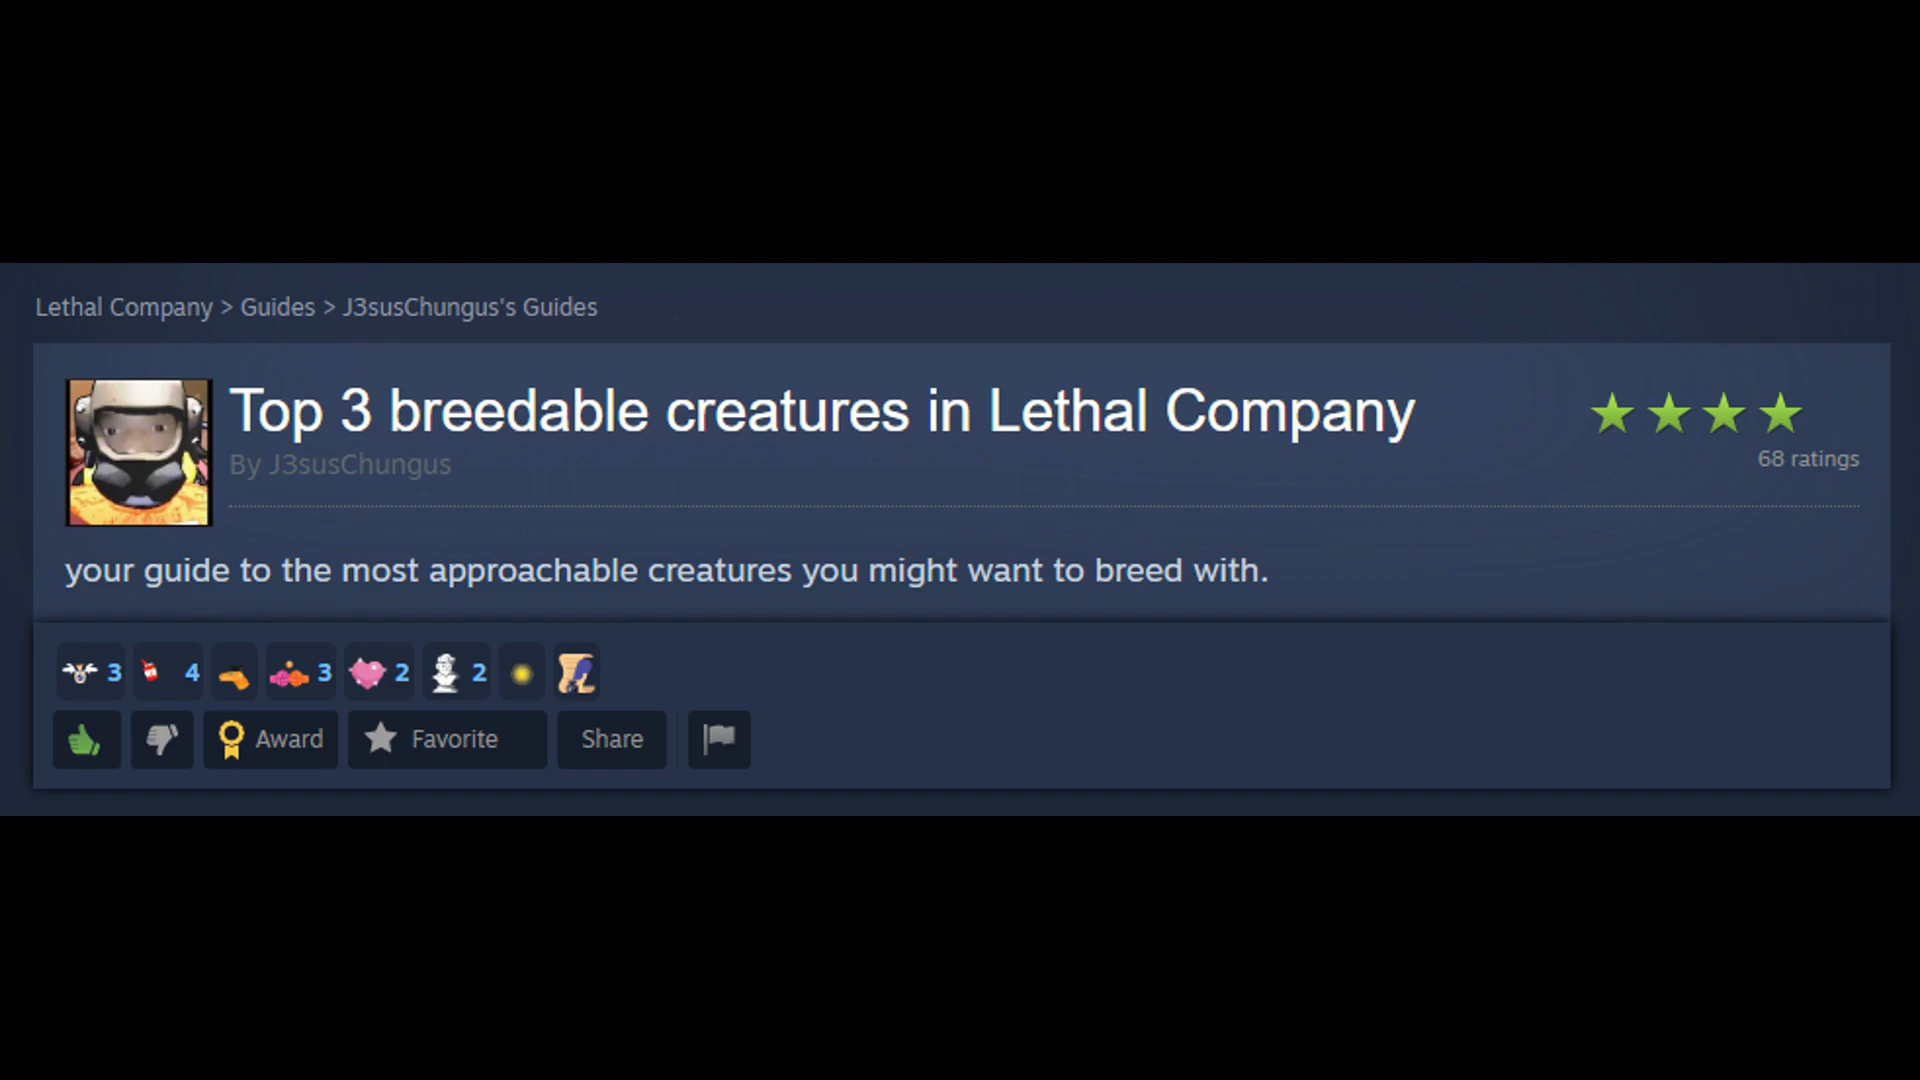 Lethal Company > Guides > J3susChungus's Guides
Top 3 breedable creatures in Lethal Company
By J3susChungus
68 ratings
your guide to the most approachable creatures you might want to breed with.
3 4 3 2 2
Award Favorite Share